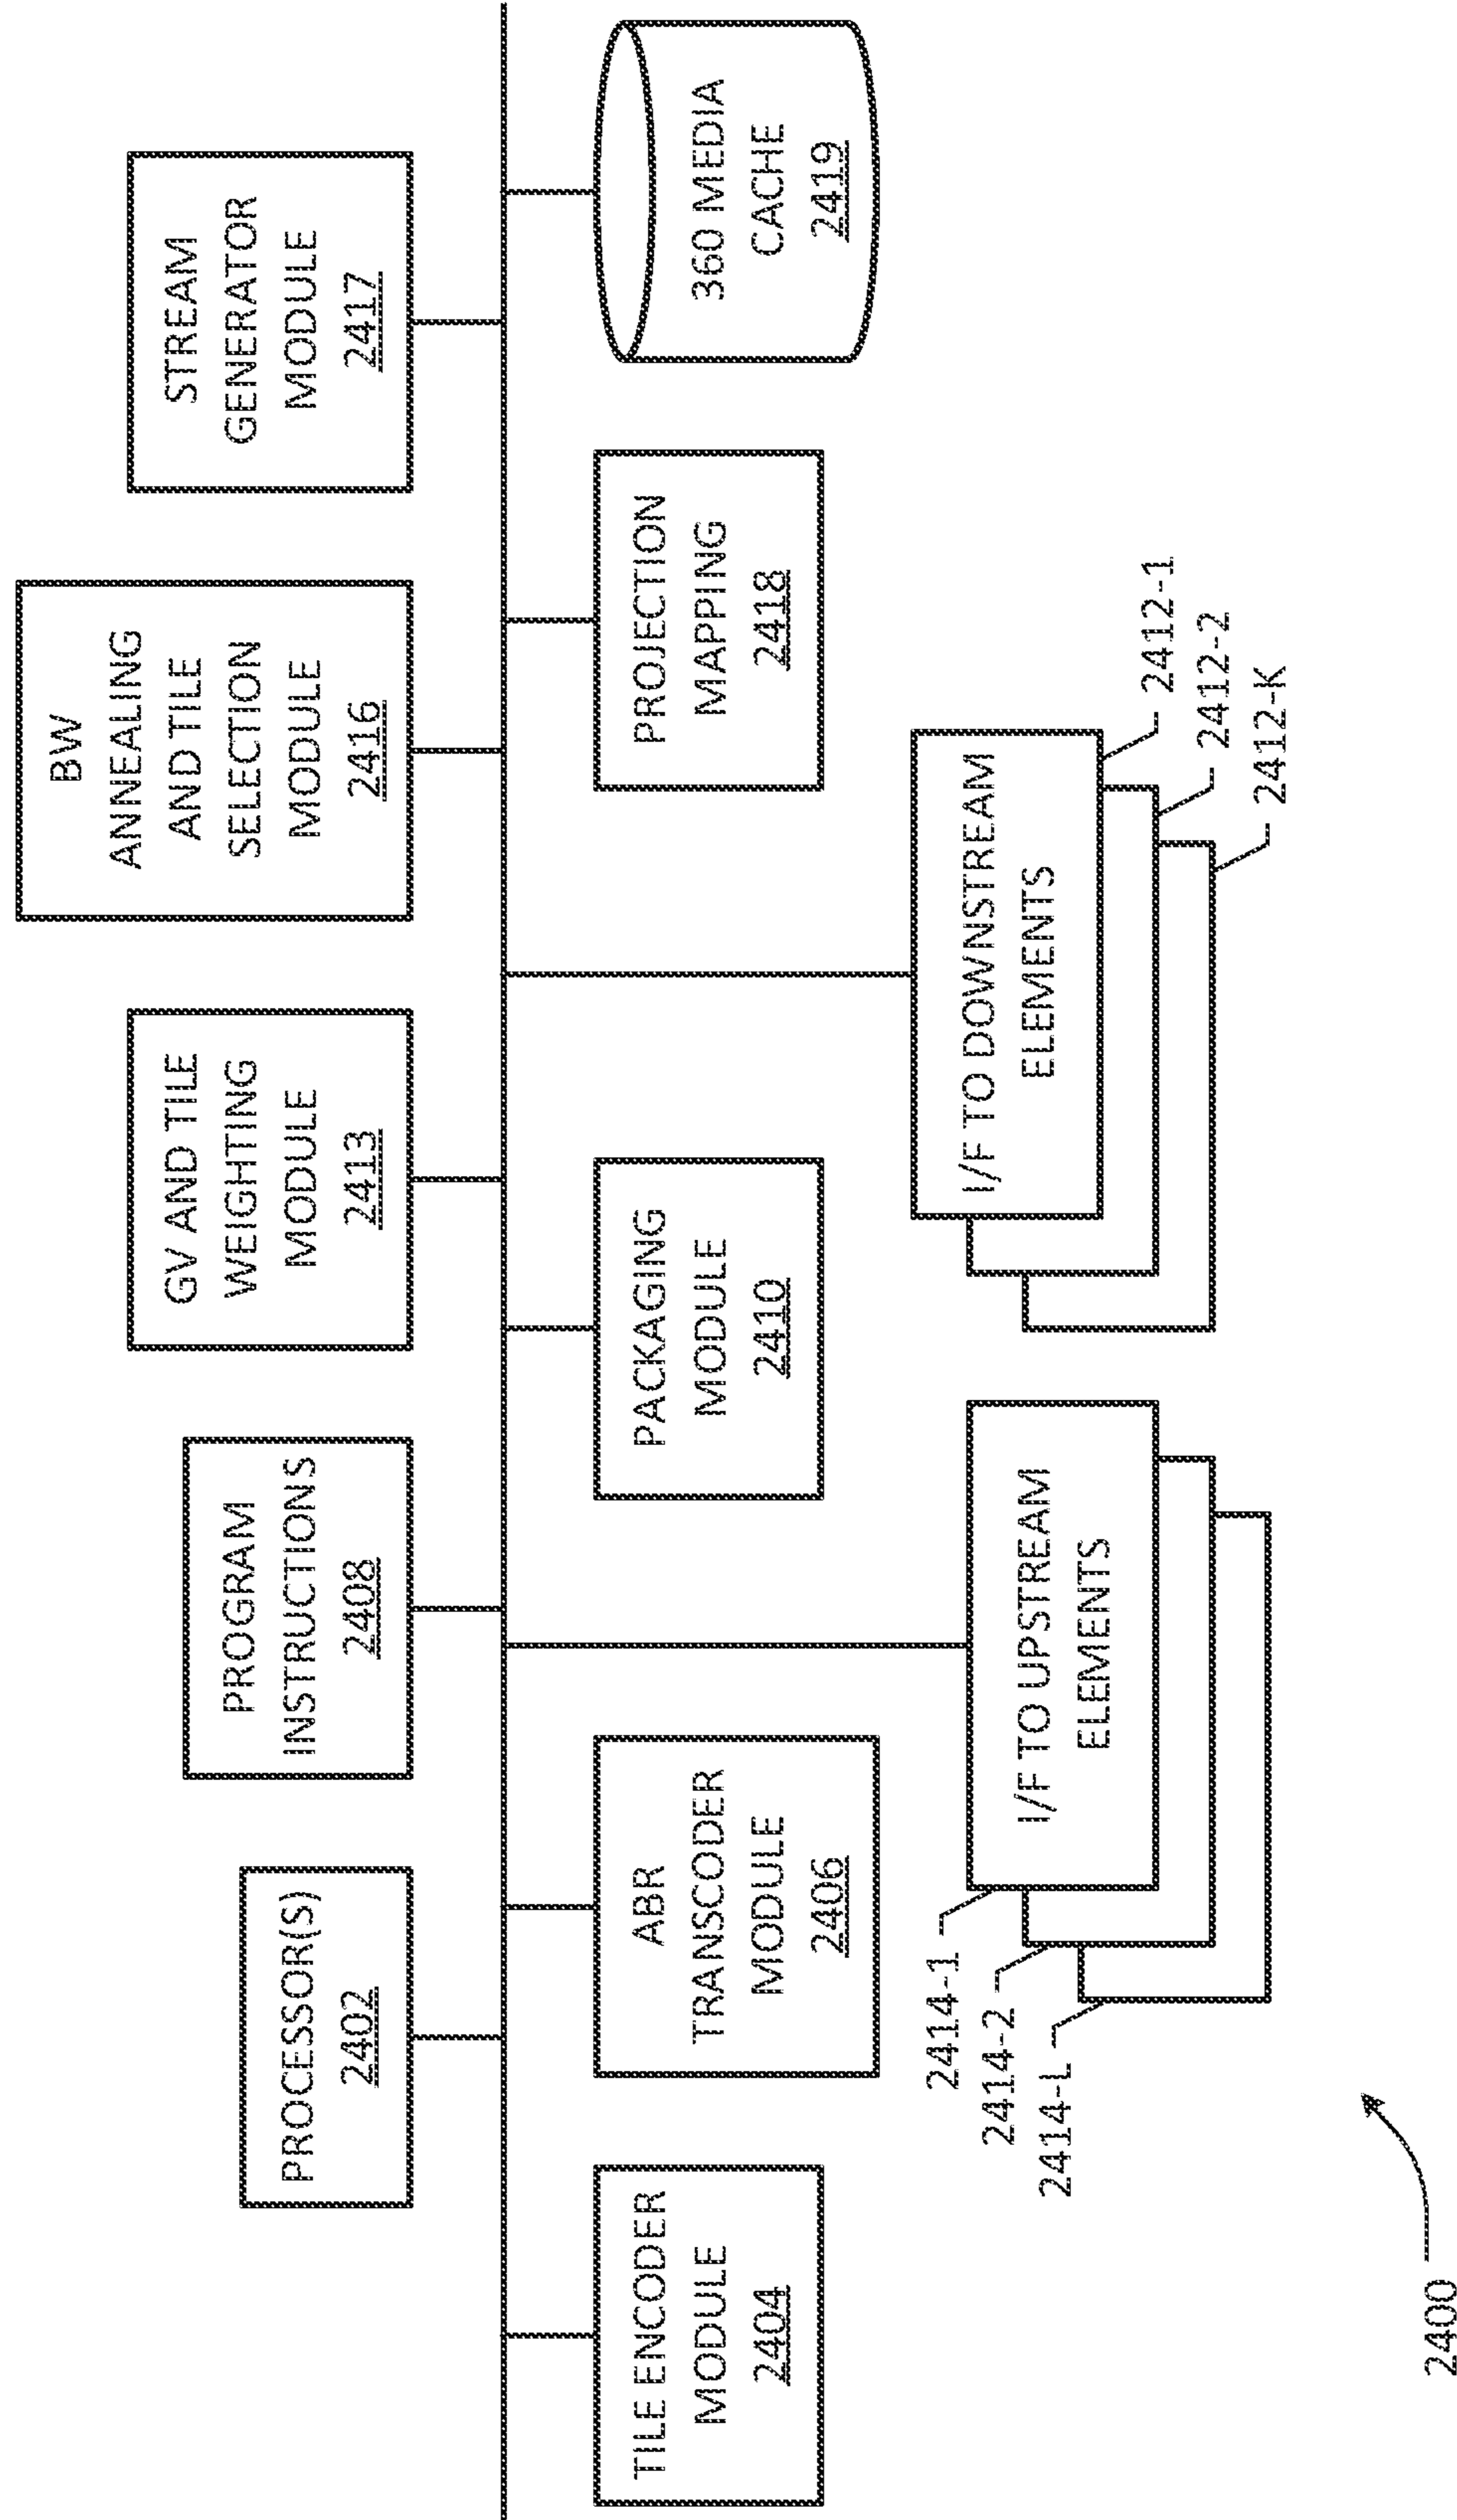 PROCESSOR(S)
2402
PROGRAM
INSTRUCTIONS
2408
GV AND TILE
WEIGHTING
MODULE
2413
BW
ANNEALING
AND TILE
SELECTION
MODULE
2416
STREAM
GENERATOR
MODULE
2417
TILE ENCODER
MODULE
2404
ABR
TRANSCODER
MODULE
2406
PACKAGING
MODULE
2410
PROJECTION
MAPPING
2418
360 MEDIA
CACHE
2419
2414-1
2414-2
2414-L
I/F TO UPSTREAM
ELEMENTS
I/F TO DOWNSTREAM
ELEMENTS
2412-1
2412-2
2412-K
2400